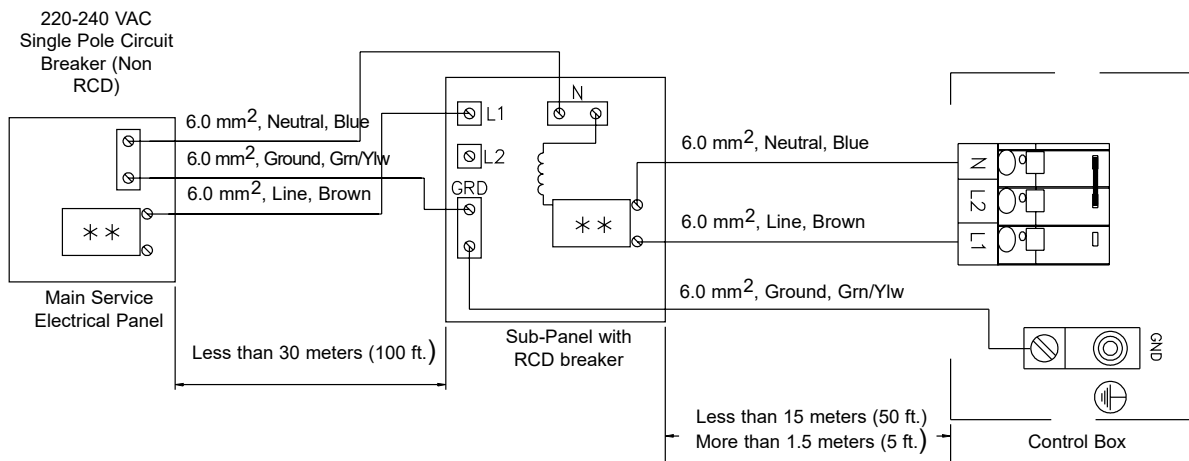 220-240 VAC
Single Pole Circuit
Breaker (Non
RCD)
6.0 mm², Neutral, Blue
6.0 mm², Ground, Grn/Ylw
6.0 mm², Line, Brown
**
Main Service
Electrical Panel
Less than 30 meters (100 ft.)
L1
L2
GRD
N
**
Sub-Panel with
RCD breaker
6.0 mm², Neutral, Blue
6.0 mm², Line, Brown
6.0 mm², Ground, Grn/Ylw
Less than 15 meters (50 ft.)
More than 1.5 meters (5 ft.)
N
L2
L1
GND
Control Box